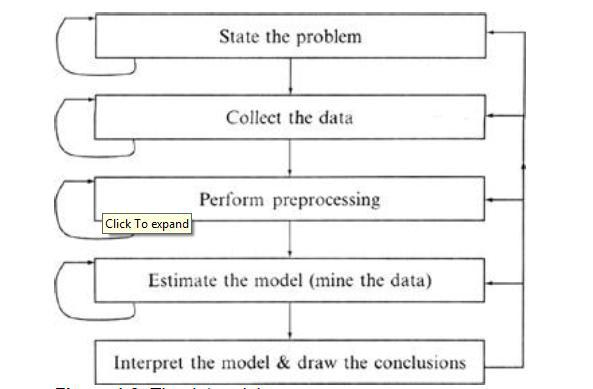 State the problem
Collect the data
Perform preprocessing
Click To expand
Estimate the model (mine the data)
Interpret the model & draw the conclusions